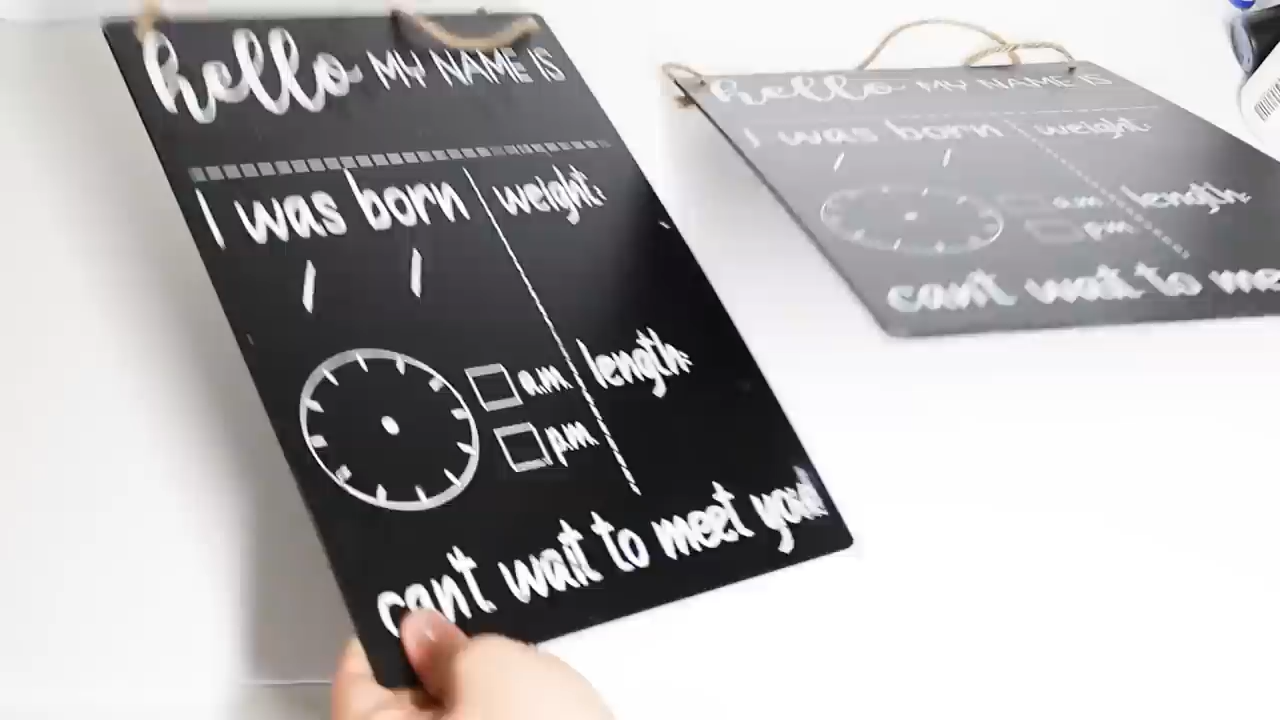 hello MY NAME IS
I was born
weight:
/ /
length:
a.m.
p.m.
can't wait to meet you!
hello MY NAME IS
I was born
weight:
/ /
length:
a.m.
p.m.
can't wait to me